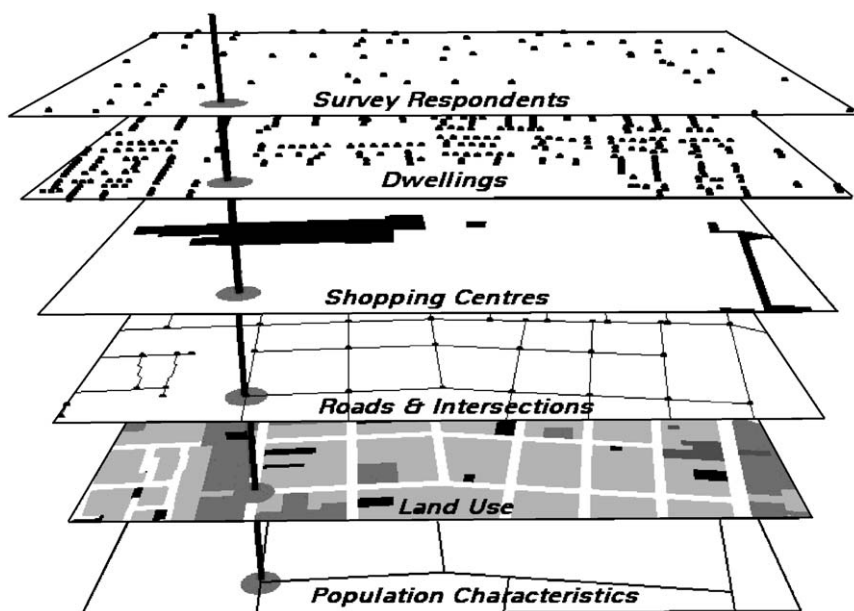 Survey Respondents
Dwellings
Shopping Centres
Roads & Intersections
Land Use
Population Characteristics